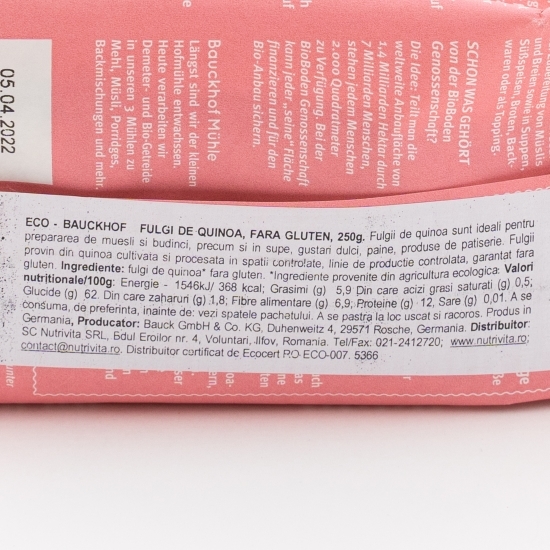 05.04.2022
Bauckhof Mühle
Längst sind wir der kleinen
Hofmühle entwachsen.
Heute verarbeiten wir
Demeter- und Bio-Getreide
in unseren 3 Mühlen zu
Mehl, Müsli, Porridges,
Backmischungen und mehr.
SCHON WAS GEHÖRT
von der BioBoden
Genossenschaft?
Die Idee: Teilt man die
weltweite Anbaufläche von
1,4 Milliarden Hektar durch
7 Milliarden Menschen,
stehen jedem Menschen
2.000 Quadratmeter
zu Verfügung. Bei der
BioBoden Genossenschaft
kann jede/r „seine“ Fläche
finanzieren und für den
Bio-Anbau sichern.
von Müslis
und Breien sowie in Suppen,
Süßspeisen, Broten, Back-
waren oder als Topping.
ECO - BAUCKHOF FULGI DE QUINOA, FARA GLUTEN, 250g. Fulgii de quinoa sunt ideali pentru
prepararea de muesli si budinci, precum si in supe, gustari dulci, paine, produse de patiserie. Fulgii
provin din quinoa cultivata si procesata in spatii controlate, linie de productie controlata, garantat fara
gluten. Ingrediente: fulgi de quinoa* fara gluten. *Ingrediente provenite din agricultura ecologica. Valori
nutritionale/100g: Energie - 1546kJ/ 368 kcal; Grasimi (g) 5,9 Din care acizi grasi saturati (g) 0,5;
Glucide (g) 62. Din care zaharuri (g) 1,8; Fibre alimentare (g) 6,9; Proteine (g) 12, Sare (g) 0,01. A se
consuma, de preferinta, inainte de: vezi spatele pachetului. A se pastra la loc uscat si racoros. Produs in
Germania, Producator: Bauck GmbH & Co. KG, Duhenweitz 4, 29571 Rosche, Germania. Distribuitor:
SC Nutrivita SRL, Bdul Eroilor nr. 4, Voluntari, Ilfov, Romania. Tel/Fax: 021-2412720; www.nutrivita.ro;
contact@nutrivita.ro. Distribuitor certificat de Ecocert RO-ECO-007. 5366